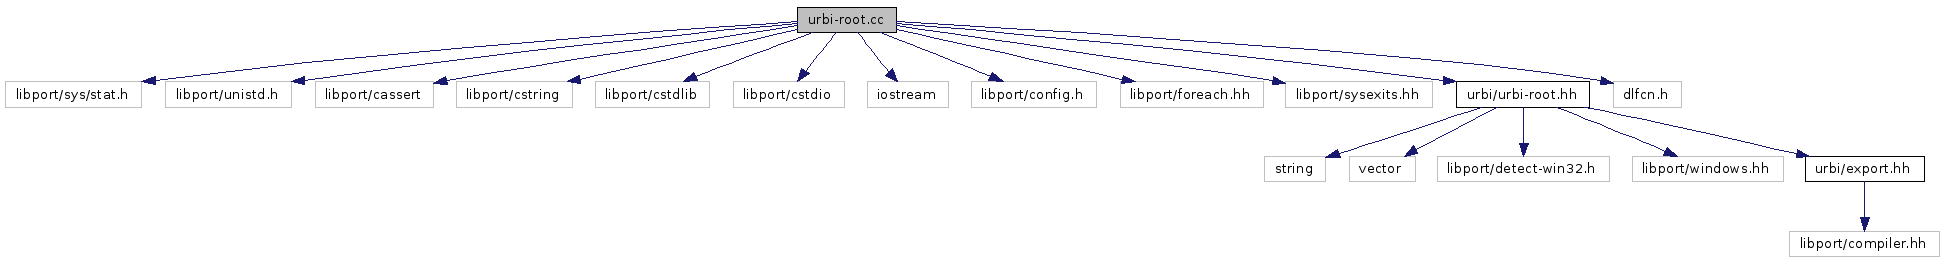 urbi-root.cc
libport/sys/stat.h
libport/unistd.h
libport/cassert
libport/cstring
libport/cstdlib
libport/cstdio
iostream
libport/config.h
libport/foreach.hh
libport/sysexits.hh
urbi/urbi-root.hh
dlfcn.h
string
vector
libport/detect-win32.h
libport/windows.hh
urbi/export.hh
libport/compiler.hh